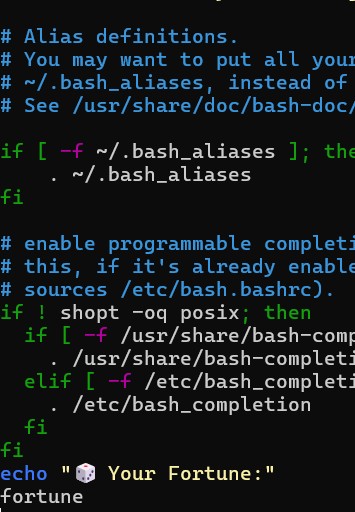 # Alias definitions.
# You may want to put all your
# ~/.bash_aliases, instead of
# See /usr/share/doc/bash-doc/
if [ -f ~/.bash_aliases ]; the
    . ~/.bash_aliases
fi
# enable programmable completi
# this, if it's already enable
# sources /etc/bash.bashrc).
if ! shopt -oq posix; then
  if [ -f /usr/share/bash-comp
    . /usr/share/bash-completi
  elif [ -f /etc/bash_completion
    . /etc/bash_completion
  fi
fi
echo "🎲 Your Fortune:"
fortune